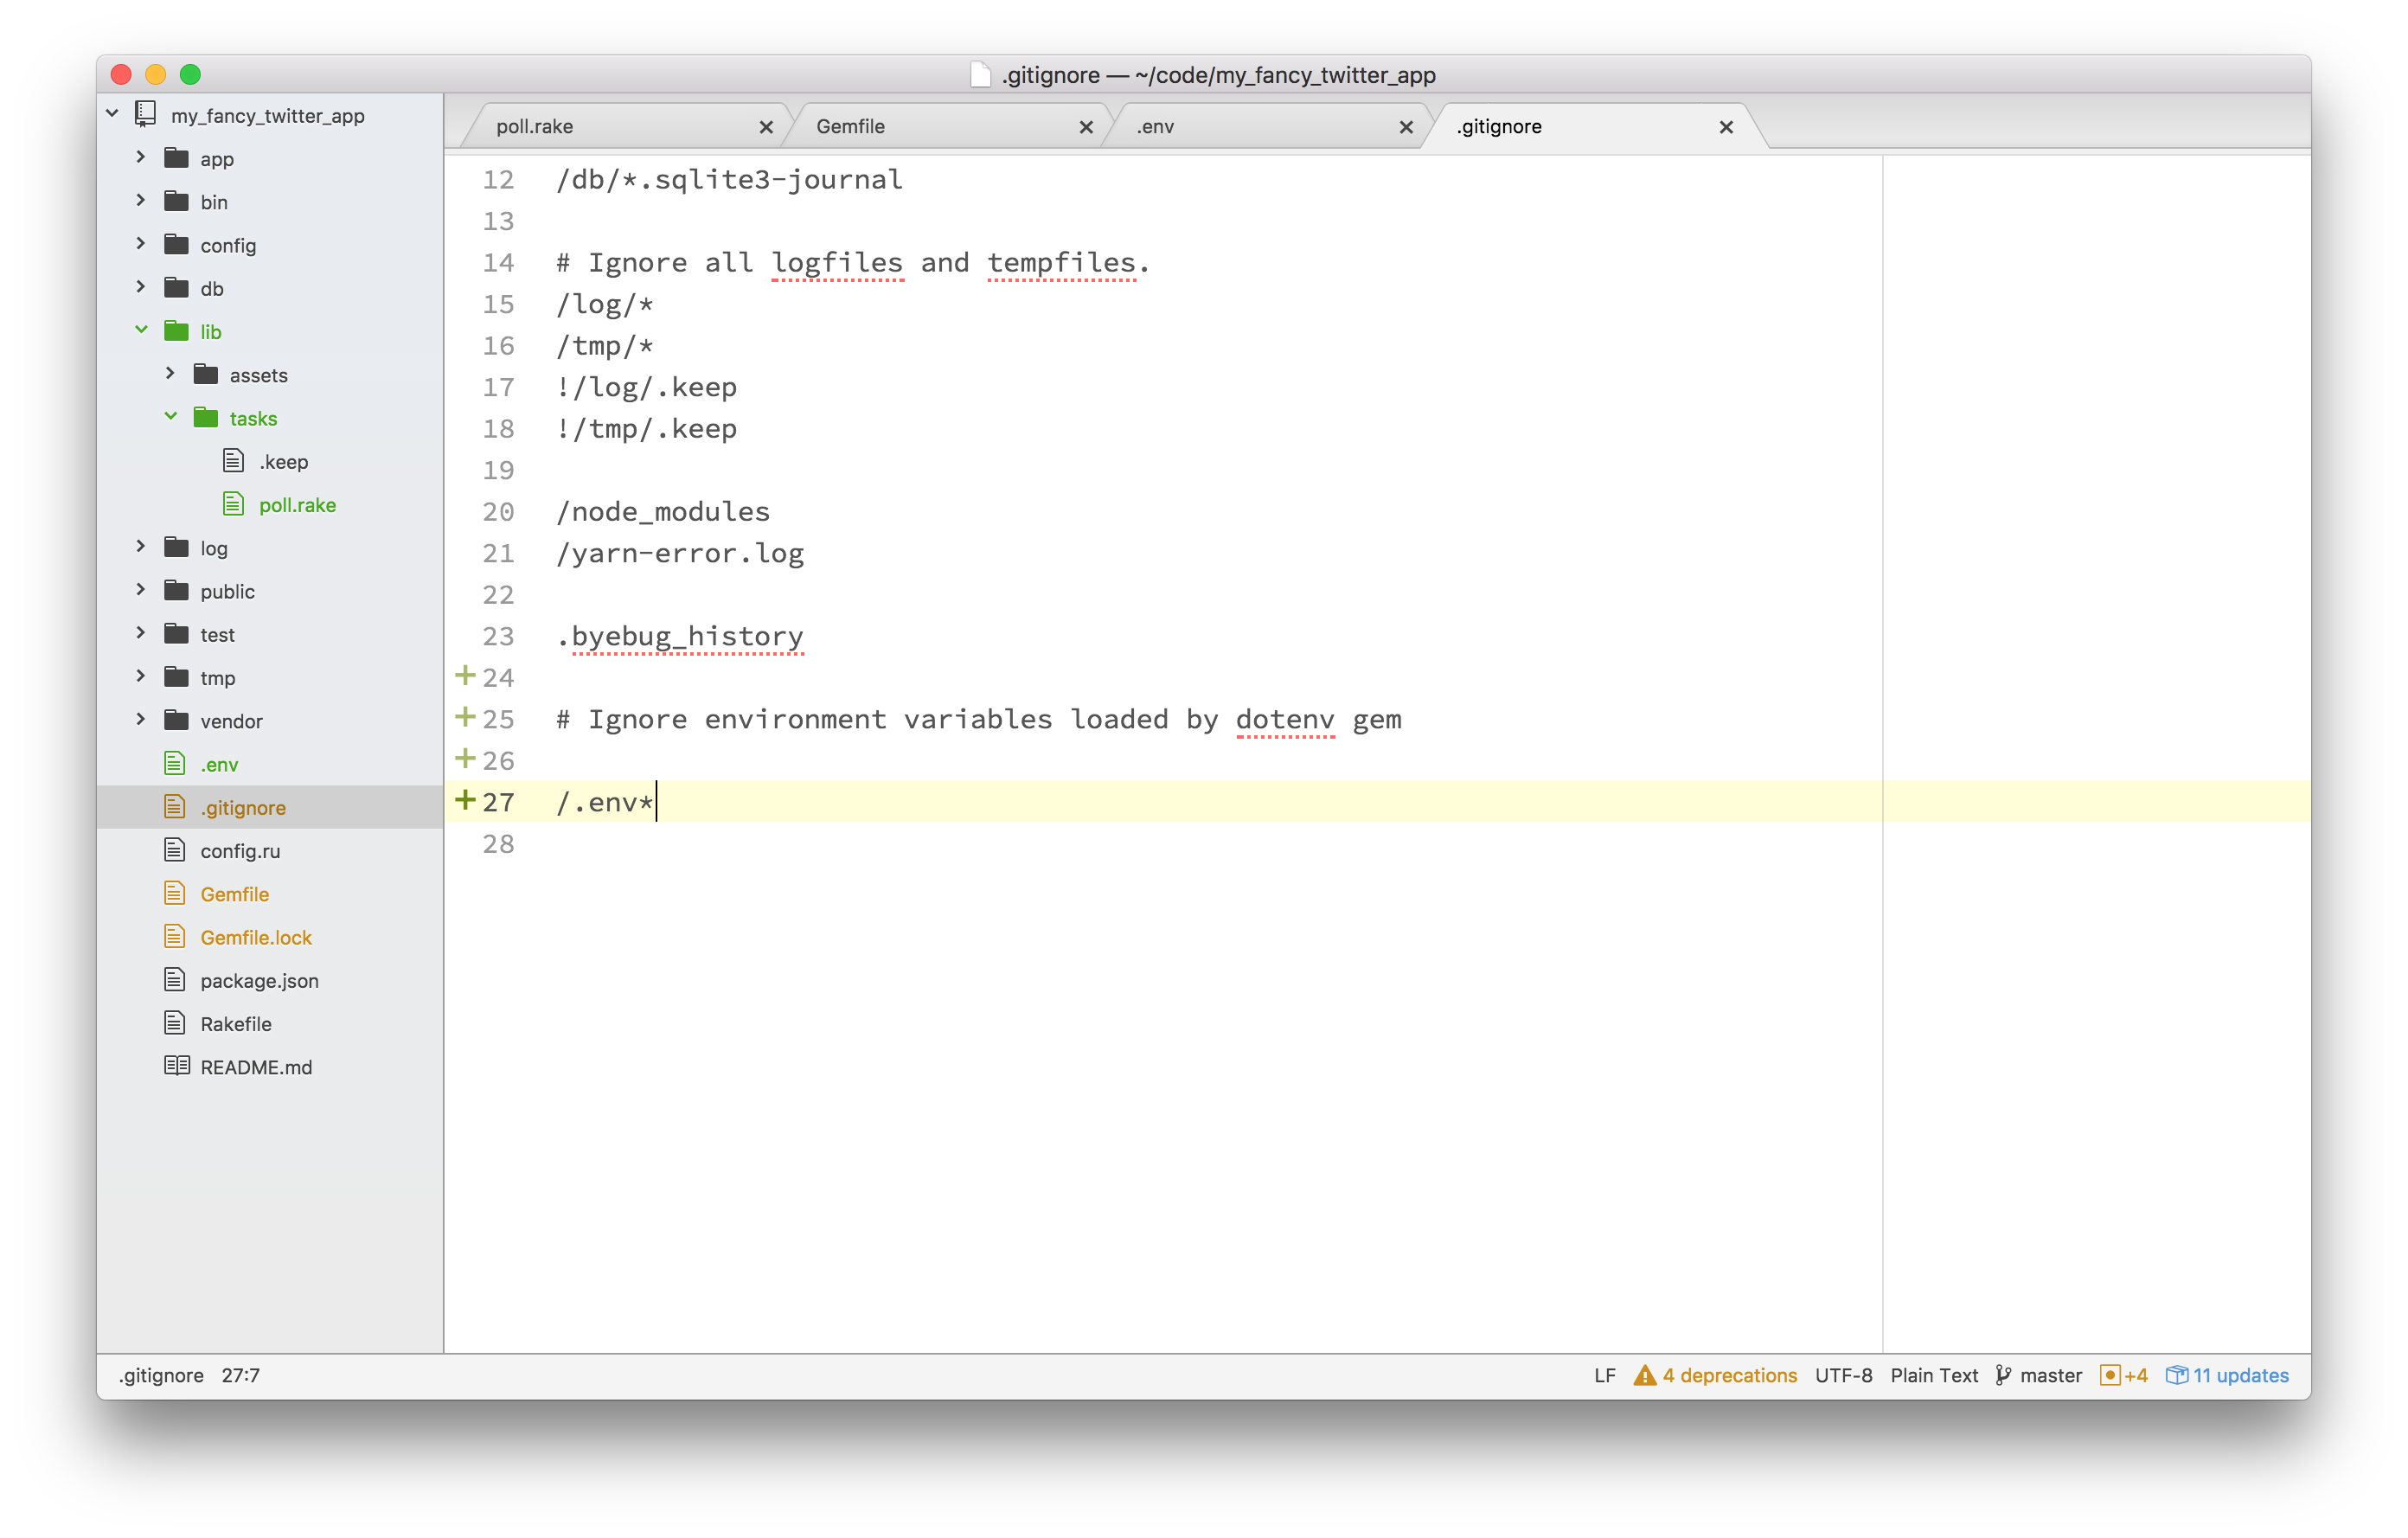 .gitignore — ~/code/my_fancy_twitter_app
my_fancy_twitter_app
app
bin
config
db
lib
assets
tasks
.keep
poll.rake
log
public
test
tmp
vendor
.env
.gitignore
config.ru
Gemfile
Gemfile.lock
package.json
Rakefile
README.md
poll.rake
Gemfile
.env
.gitignore
12 /db/*.sqlite3-journal
13
14 # Ignore all logfiles and tempfiles.
15 /log/*
16 /tmp/*
17 !/log/.keep
18 !/tmp/.keep
19
20 /node_modules
21 /yarn-error.log
22
23 .byebug_history
+ 24
+ 25 # Ignore environment variables loaded by dotenv gem
+ 26
+ 27 /.env*
28
.gitignore 27:7
LF 4 deprecations UTF-8 Plain Text master +4 11 updates